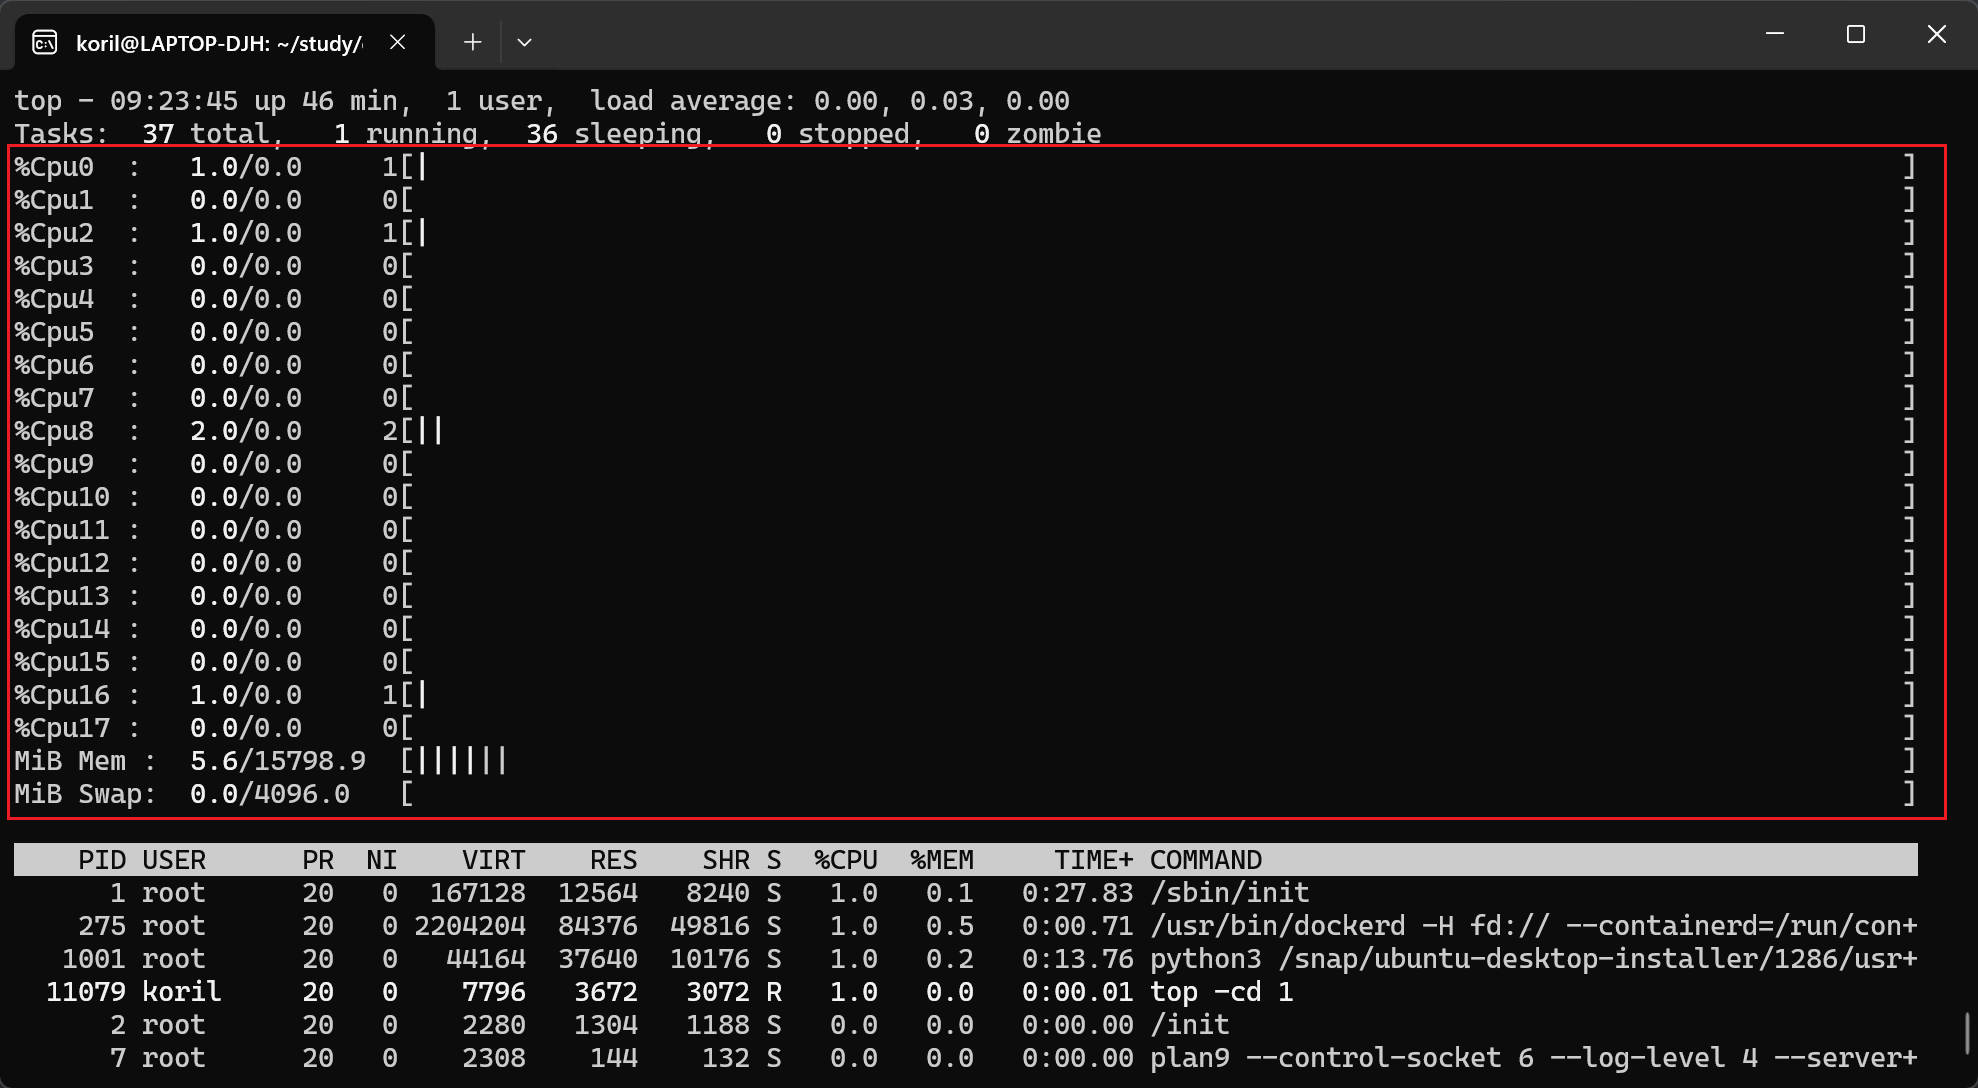 koril@LAPTOP-DJH: ~/study/
top - 09:23:45 up 46 min,  1 user,  load average: 0.00, 0.03, 0.00
Tasks:  37 total,   1 running,  36 sleeping,   0 stopped,   0 zombie
%Cpu0  :   1.0/0.0     1[|                                                                                             ]
%Cpu1  :   0.0/0.0     0[                                                                                              ]
%Cpu2  :   1.0/0.0     1[|                                                                                             ]
%Cpu3  :   0.0/0.0     0[                                                                                              ]
%Cpu4  :   0.0/0.0     0[                                                                                              ]
%Cpu5  :   0.0/0.0     0[                                                                                              ]
%Cpu6  :   0.0/0.0     0[                                                                                              ]
%Cpu7  :   0.0/0.0     0[                                                                                              ]
%Cpu8  :   2.0/0.0     2[||                                                                                            ]
%Cpu9  :   0.0/0.0     0[                                                                                              ]
%Cpu10 :   0.0/0.0     0[                                                                                              ]
%Cpu11 :   0.0/0.0     0[                                                                                              ]
%Cpu12 :   0.0/0.0     0[                                                                                              ]
%Cpu13 :   0.0/0.0     0[                                                                                              ]
%Cpu14 :   0.0/0.0     0[                                                                                              ]
%Cpu15 :   0.0/0.0     0[                                                                                              ]
%Cpu16 :   1.0/0.0     1[|                                                                                             ]
%Cpu17 :   0.0/0.0     0[                                                                                              ]
MiB Mem :  5.6/15798.9  [||||||                                                                                        ]
MiB Swap:  0.0/4096.0   [                                                                                              ]
    PID USER      PR  NI    VIRT    RES    SHR S  %CPU  %MEM     TIME+ COMMAND
      1 root      20   0  167128  12564   8240 S   1.0   0.1   0:27.83 /sbin/init
    275 root      20   0 2204204  84376  49816 S   1.0   0.5   0:00.71 /usr/bin/dockerd -H fd:// --containerd=/run/con+
   1001 root      20   0   44164  37640  10176 S   1.0   0.2   0:13.76 python3 /snap/ubuntu-desktop-installer/1286/usr+
  11079 koril     20   0    7796   3672   3072 R   1.0   0.0   0:00.01 top -cd 1
      2 root      20   0    2280   1304   1188 S   0.0   0.0   0:00.00 /init
      7 root      20   0    2308    144    132 S   0.0   0.0   0:00.00 plan9 --control-socket 6 --log-level 4 --server+